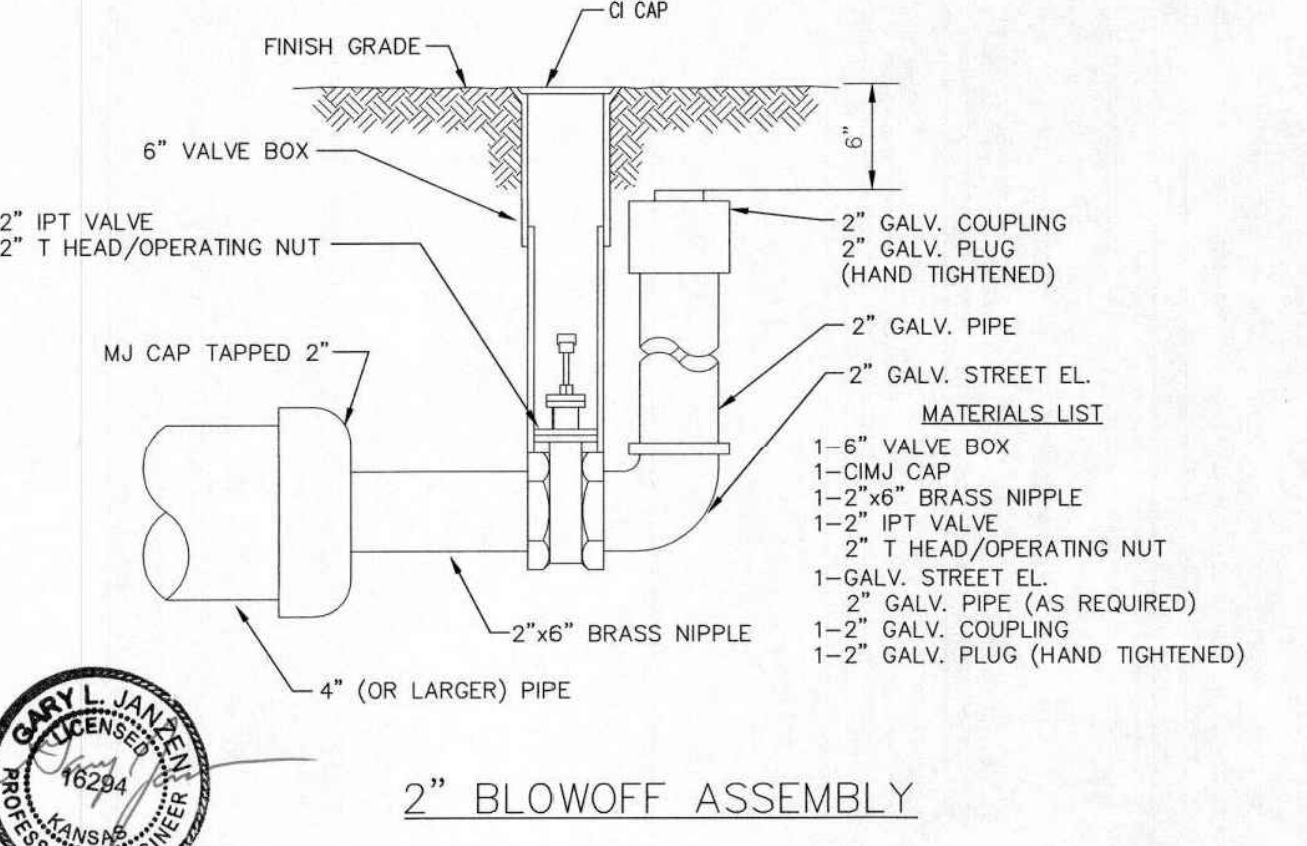 CI CAP
FINISH GRADE
6" VALVE BOX
2" IPT VALVE
2" T HEAD/OPERATING NUT
MJ CAP TAPPED 2"
6"
2" GALV. COUPLING
2" GALV. PLUG
(HAND TIGHTENED)
2" GALV. PIPE
2" GALV. STREET EL.
MATERIALS LIST
1-6" VALVE BOX
1-CIMJ CAP
1-2"x6" BRASS NIPPLE
1-2" IPT VALVE
2" T HEAD/OPERATING NUT
1-GALV. STREET EL.
2" GALV. PIPE (AS REQUIRED)
1-2" GALV. COUPLING
1-2" GALV. PLUG (HAND TIGHTENED)
2"x6" BRASS NIPPLE
4" (OR LARGER) PIPE
GARY L. JANZEN
LICENSED
16294
KANSAS
2" BLOWOFF ASSEMBLY